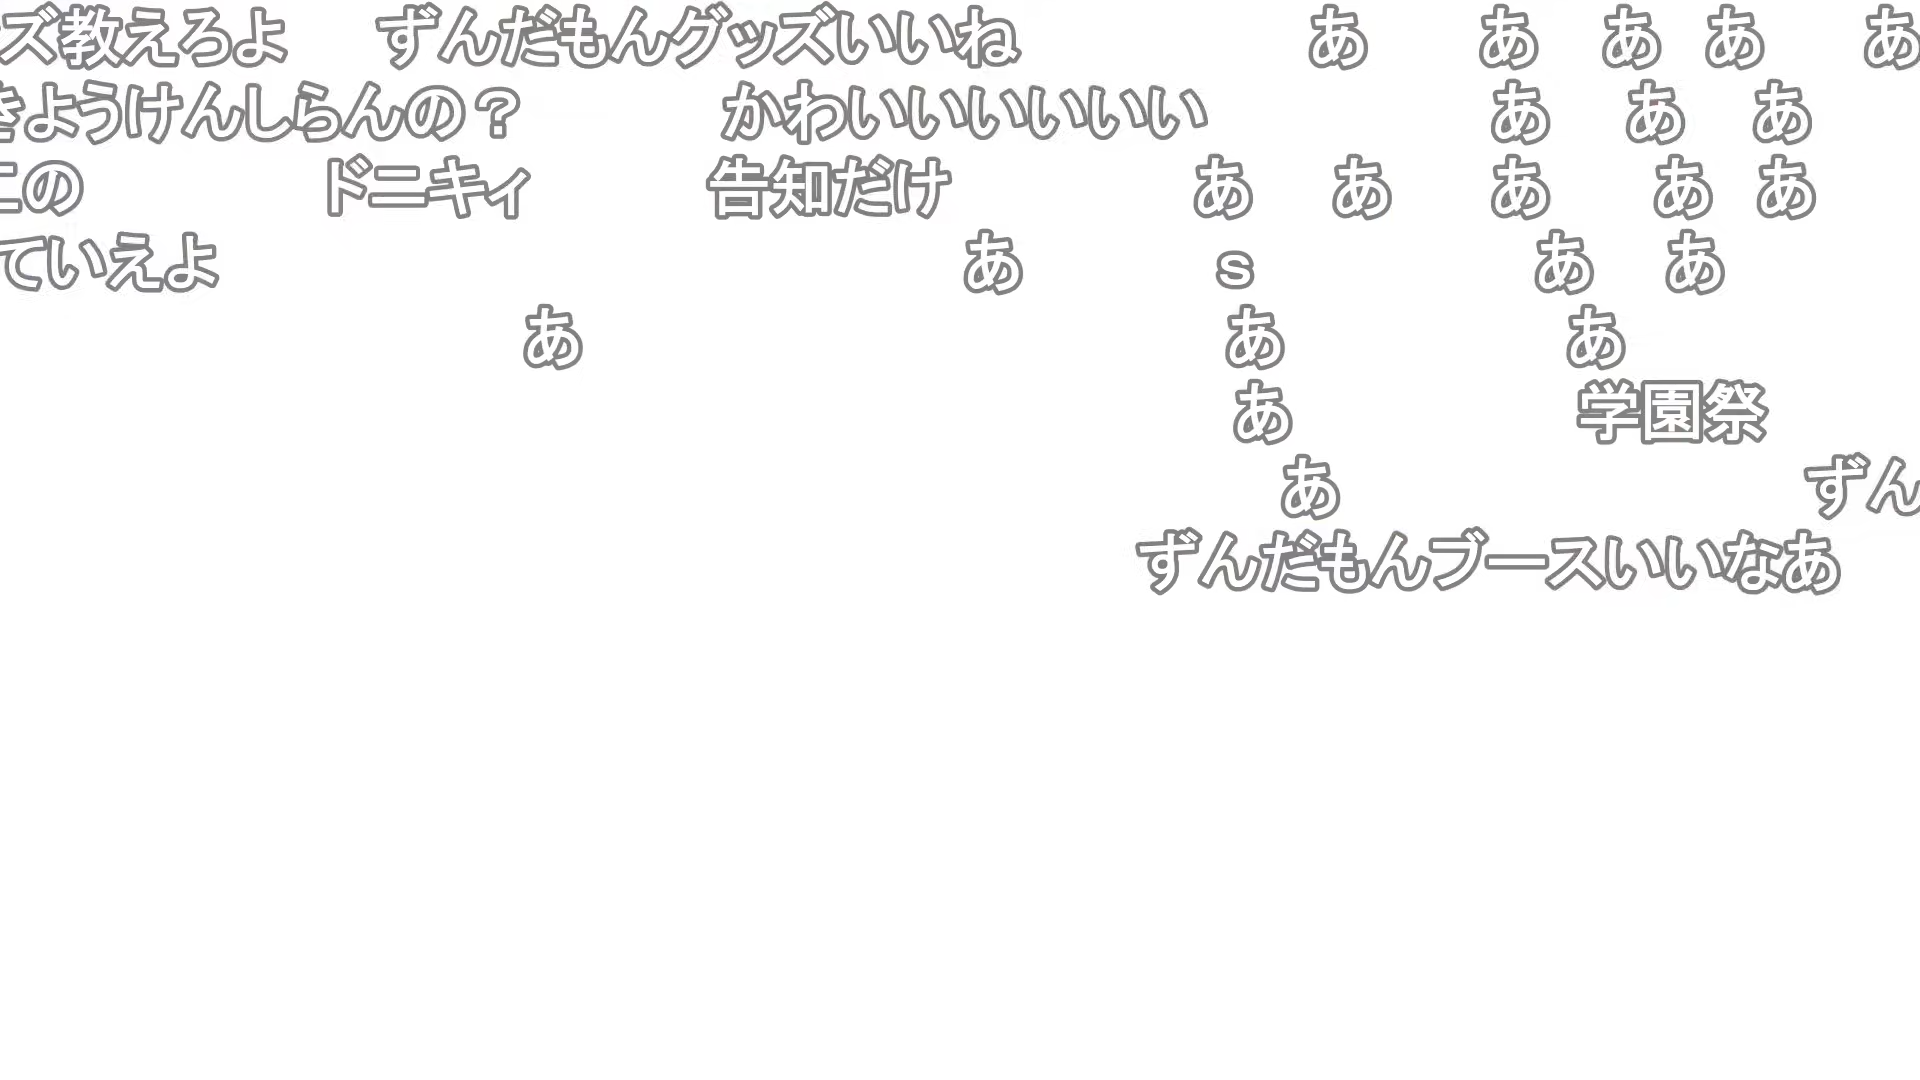 ズ教えろよ ずんだもんグッズいいね あ あ あ あ あ
きょうけんしらんの？ かわいいいいいいい あ あ あ
この ドニキィ 告知だけ あ あ あ あ あ
ていえよ あ s あ あ
あ あ あ
あ 学園祭
あ ずん
ずんだもんブースいいなあ